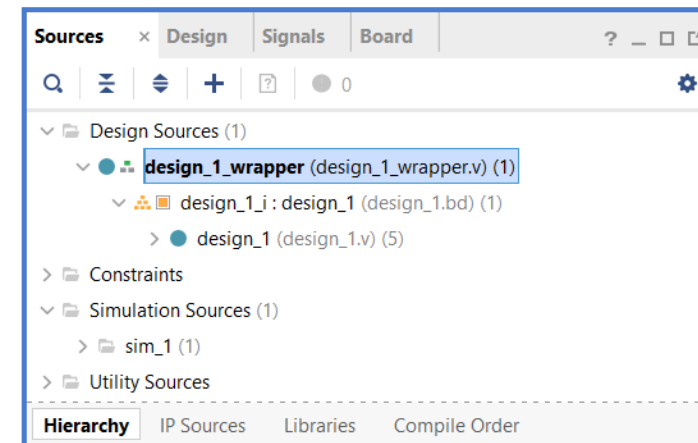 Sources × Design Signals Board ? _
? 0
Design Sources (1)
design_1_wrapper (design_1_wrapper.v) (1)
design_1_i : design_1 (design_1.bd) (1)
design_1 (design_1.v) (5)
Constraints
Simulation Sources (1)
sim_1 (1)
Utility Sources
Hierarchy IP Sources Libraries Compile Order